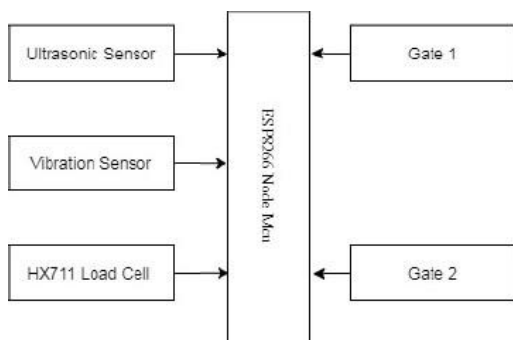 Ultrasonic Sensor
Vibration Sensor
HX711 Load Cell
ESP8266 Node Mcu
Gate 1
Gate 2